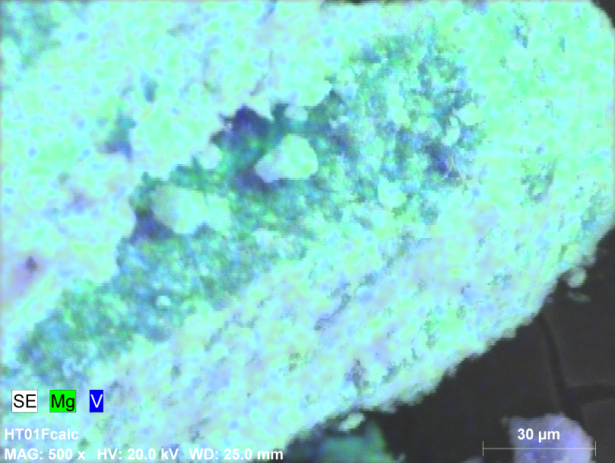 SE Mg V
HT01Fcalc
MAG: 500 x HV: 20.0 kV WD: 25.0 mm
30 µm